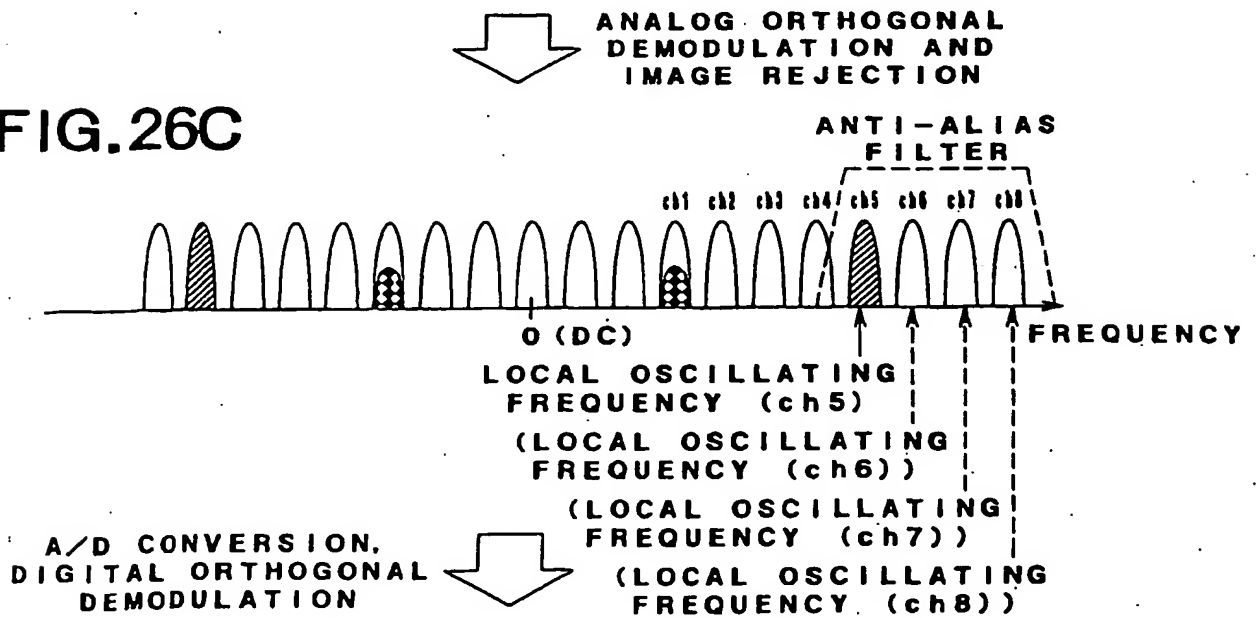 ANALOG ORTHOGONAL
DEMODULATION AND
IMAGE REJECTION
FIG.26C
ANTI-ALIAS
FILTER
ch1 ch2 ch3 ch4 ch5 ch6 ch7 ch8
0 (DC)
FREQUENCY
LOCAL OSCILLATING
FREQUENCY (ch5)
(LOCAL OSCILLATING
FREQUENCY (ch6))
(LOCAL OSCILLATING
FREQUENCY (ch7))
(LOCAL OSCILLATING
FREQUENCY (ch8))
A/D CONVERSION,
DIGITAL ORTHOGONAL
DEMODULATION